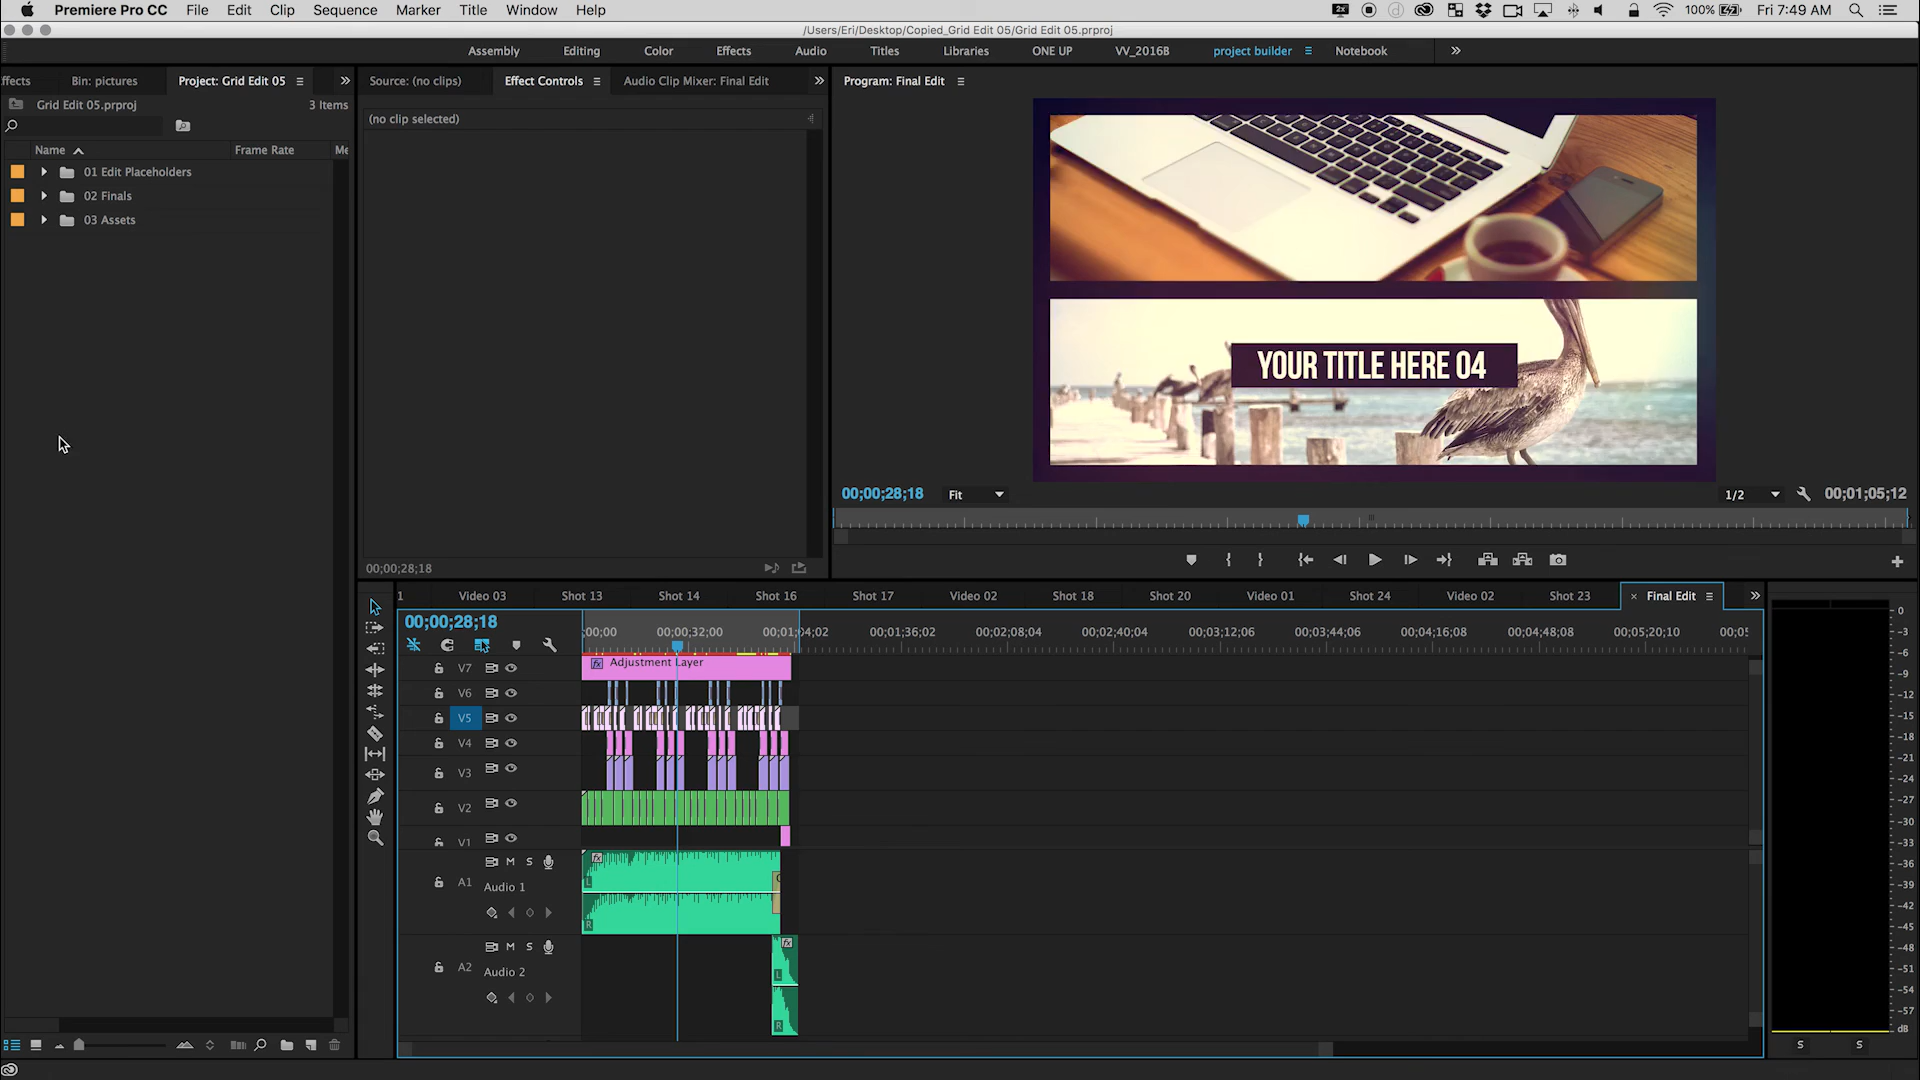 Premiere Pro CC File Edit Clip Sequence Marker Title Window Help 100% Fri 7:49 AM
/Users/Eri/Desktop/Copied_Grid Edit 05/Grid Edit 05.prproj
Assembly Editing Color Effects Audio Titles Libraries ONE UP VV_2016B project builder Notebook
ffects Bin: pictures Project: Grid Edit 05 Source: (no clips) Effect Controls Audio Clip Mixer: Final Edit Program: Final Edit
Grid Edit 05.prproj 3 Items
(no clip selected)
Name Frame Rate Me
01 Edit Placeholders
02 Finals
03 Assets
YOUR TITLE HERE 04
00;00;28;18 Fit 1/2 00;01;05;12
00;00;28;18
1 Video 03 Shot 13 Shot 14 Shot 16 Shot 17 Video 02 Shot 18 Shot 20 Video 01 Shot 24 Video 02 Shot 23 Final Edit
00;00;28;18
;00;00 00;00;32;00 00;01;04;02 00;01;36;02 00;02;08;04 00;02;40;04 00;03;12;06 00;03;44;06 00;04;16;08 00;04;48;08 00;05;20;10 00;05
V7 fx Adjustment Layer
V6
V5
V4
V3
V2
V1
A1 M S fx
Audio 1
L
R
A2 M S fx
Audio 2
L
R
0
-3
-6
-9
-12
-15
-18
-21
-24
-27
-30
-33
-36
-39
-42
-45
-48
-51
-54
-57
dB
S S